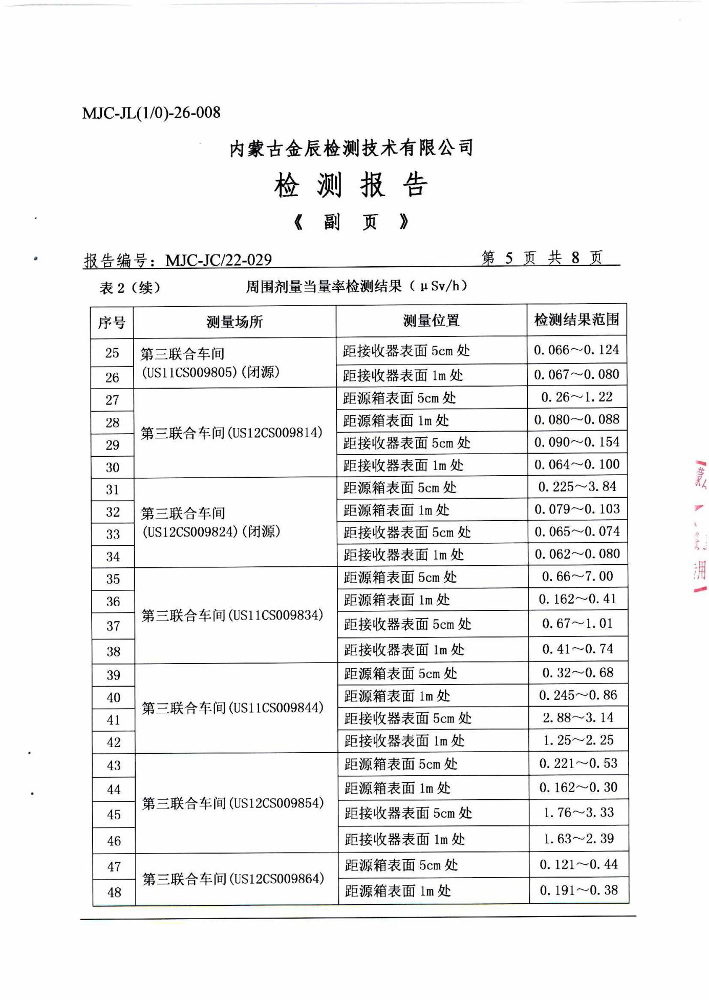 MJC-JL(1/0)-26-008
内蒙古金辰检测技术有限公司
检测报告
《 副 页 》
报告编号：MJC-JC/22-029 第 5 页 共 8 页
表 2（续） 周围剂量当量率检测结果（μSv/h）
序号 测量场所 测量位置 检测结果范围
25 第三联合车间 距接收器表面 5cm 处 0.066～0.124
(US11CS009805)(闭源)
26 距接收器表面 1m 处 0.067～0.080
27 距源箱表面 5cm 处 0.26～1.22
28 距源箱表面 1m 处 0.080～0.088
第三联合车间(US12CS009814)
29 距接收器表面 5cm 处 0.090～0.154
30 距接收器表面 1m 处 0.064～0.100
31 距源箱表面 5cm 处 0.225～3.84
32 第三联合车间 距源箱表面 1m 处 0.079～0.103
33 (US12CS009824)(闭源) 距接收器表面 5cm 处 0.065～0.074
34 距接收器表面 1m 处 0.062～0.080
35 距源箱表面 5cm 处 0.66～7.00
36 距源箱表面 1m 处 0.162～0.41
第三联合车间(US11CS009834)
37 距接收器表面 5cm 处 0.67～1.01
38 距接收器表面 1m 处 0.41～0.74
39 距源箱表面 5cm 处 0.32～0.68
40 距源箱表面 1m 处 0.245～0.86
第三联合车间(US11CS009844)
41 距接收器表面 5cm 处 2.88～3.14
42 距接收器表面 1m 处 1.25～2.25
43 距源箱表面 5cm 处 0.221～0.53
44 距源箱表面 1m 处 0.162～0.30
第三联合车间(US12CS009854)
45 距接收器表面 5cm 处 1.76～3.33
46 距接收器表面 1m 处 1.63～2.39
47 距源箱表面 5cm 处 0.121～0.44
第三联合车间(US12CS009864)
48 距源箱表面 1m 处 0.191～0.38